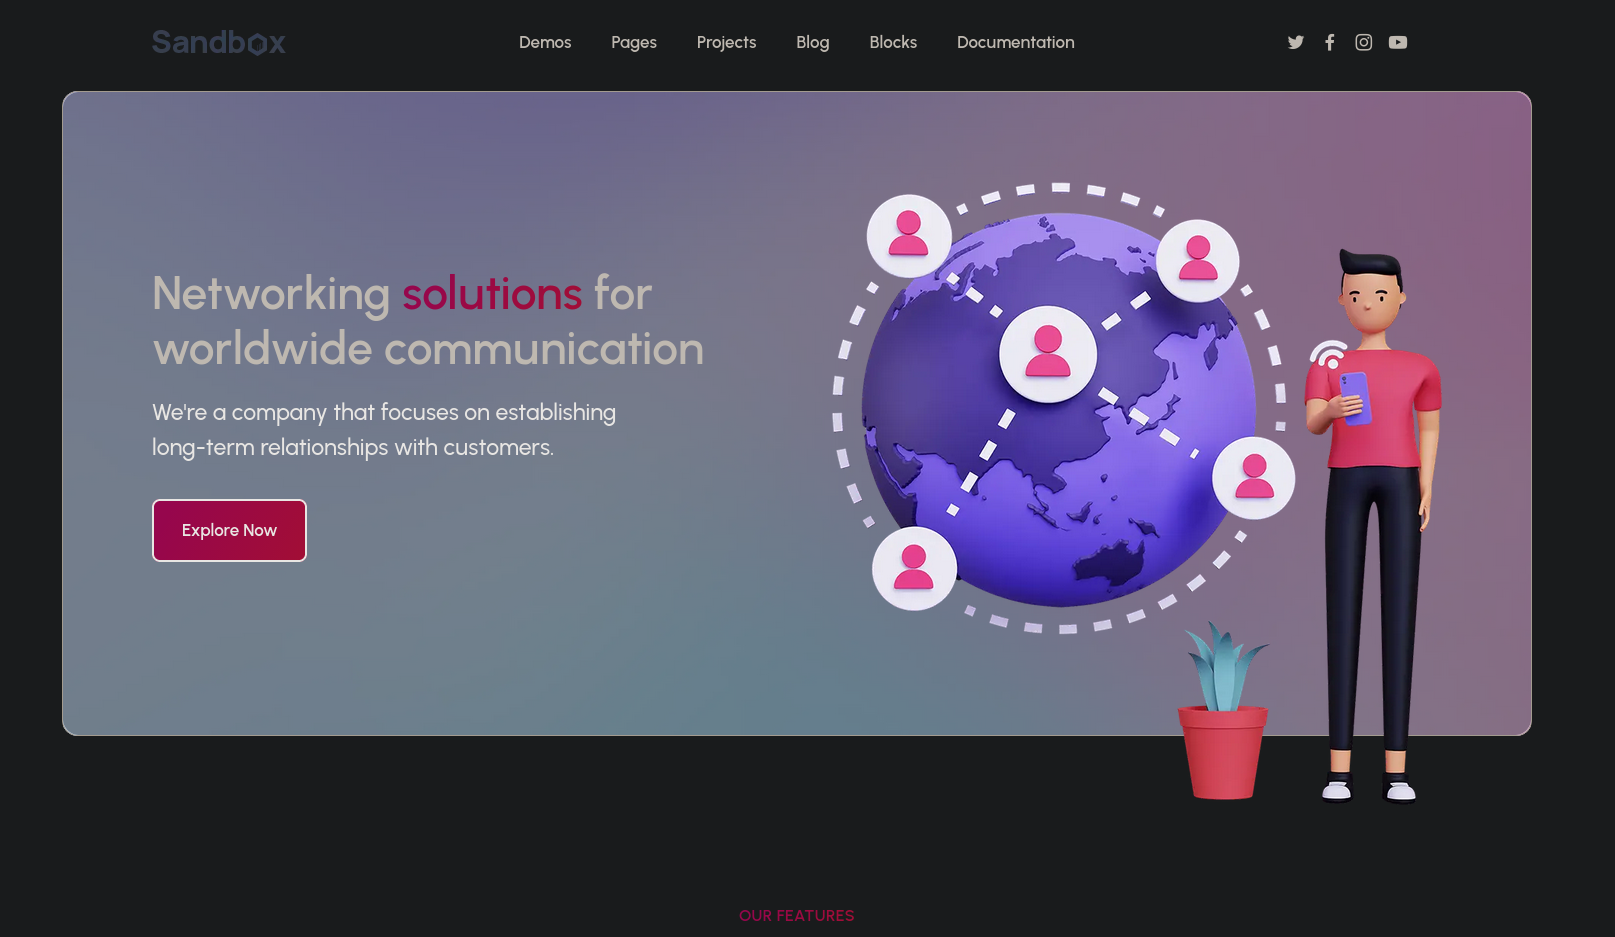 Sandbox
Demos Pages Projects Blog Blocks Documentation
Networking solutions for
worldwide communication
We're a company that focuses on establishing
long-term relationships with customers.
Explore Now
OUR FEATURES